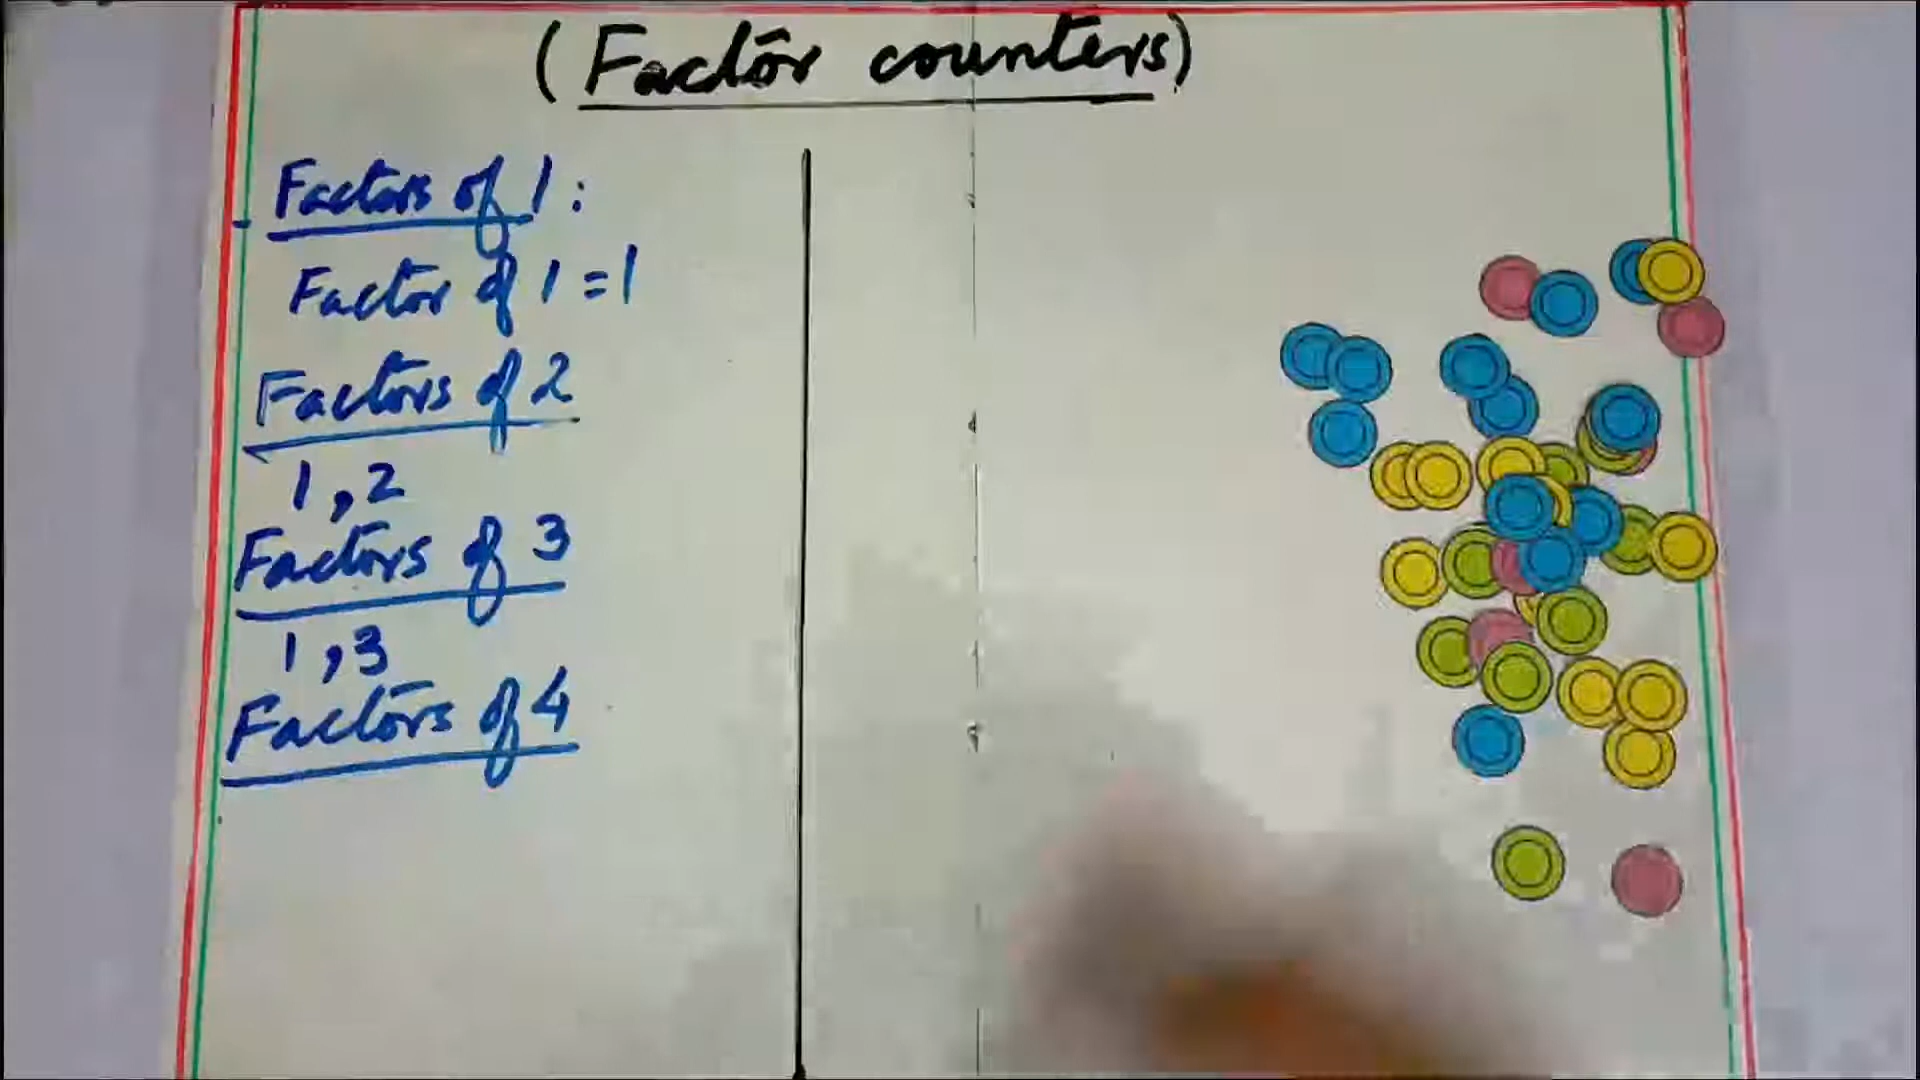 (Factor counters)
Factors of 1:
Factor of 1 = 1
Factors of 2
1, 2
Factors of 3
1, 3
Factors of 4